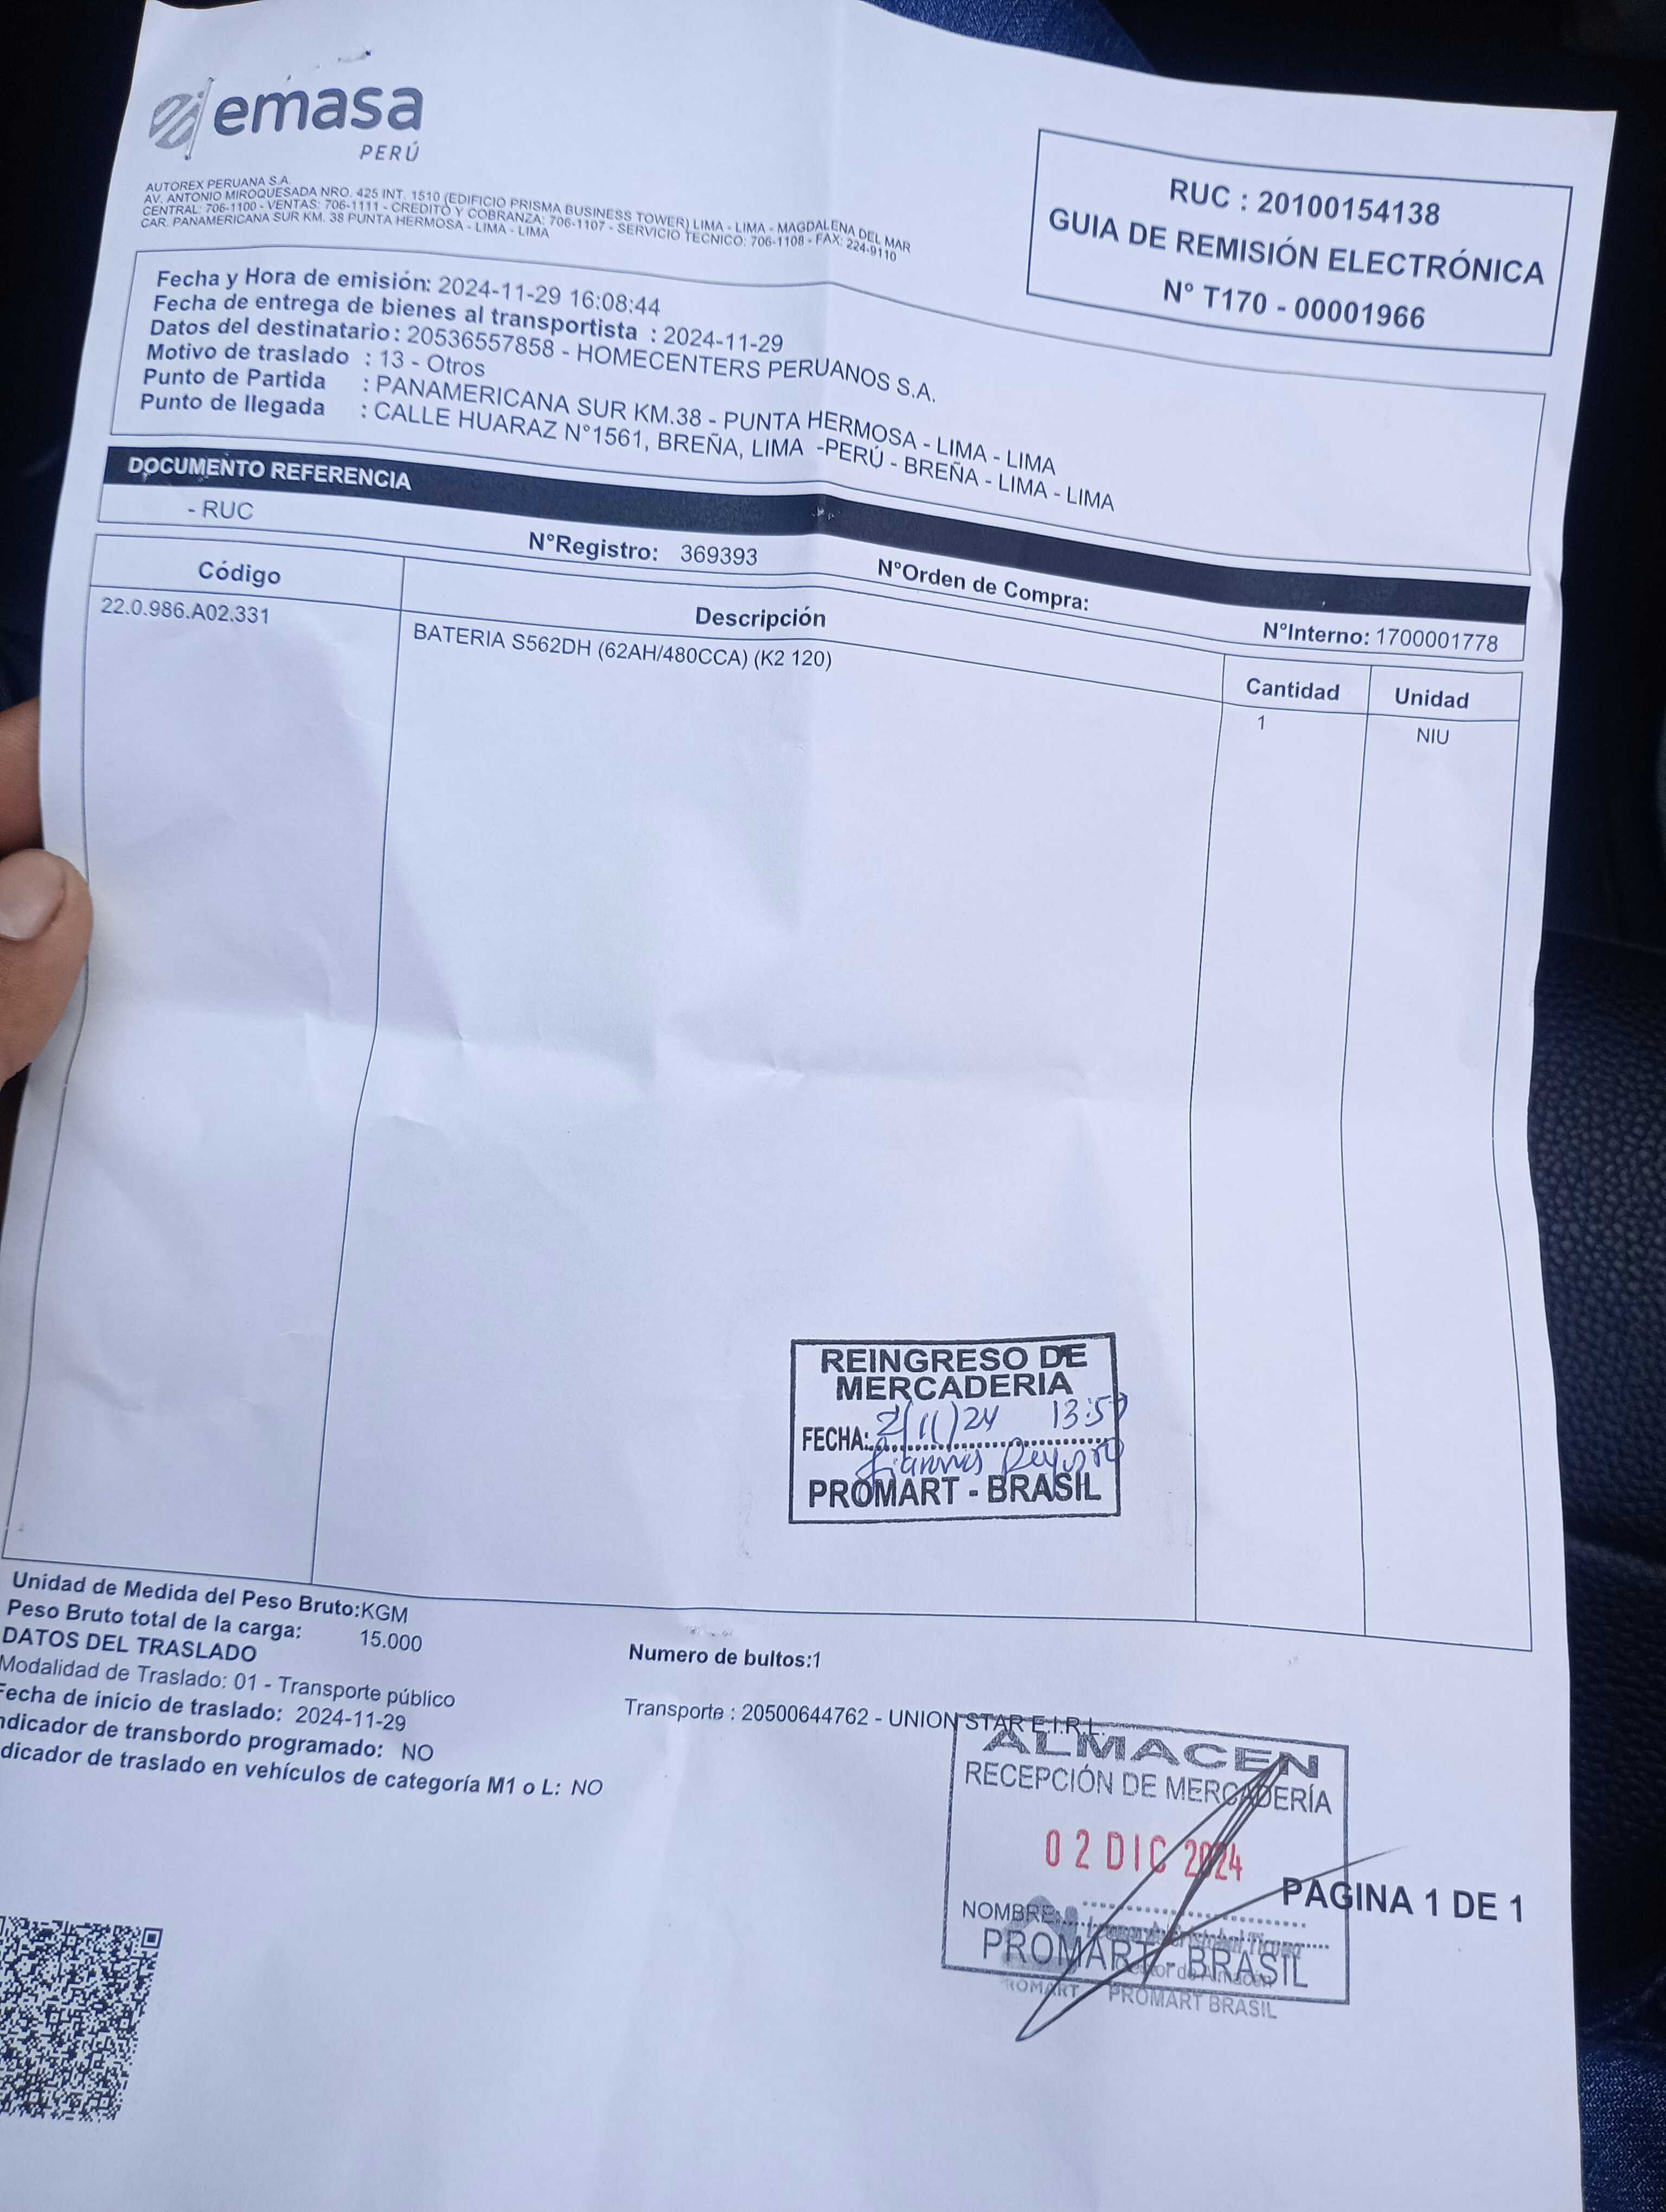 emasa
PERÚ
AUTOREX PERUANA S.A.
AV. ANTONIO MIROQUESADA NRO. 425 INT. 1510 (EDIFICIO PRISMA BUSINESS TOWER) LIMA - LIMA - MAGDALENA DEL MAR
CENTRAL: 706-1100 - VENTAS: 706-1111 - CREDITO Y COBRANZA: 706-1107 - SERVICIO TECNICO: 706-1108 - FAX: 224-9110
CAR. PANAMERICANA SUR KM. 38 PUNTA HERMOSA - LIMA - LIMA
RUC : 20100154138
GUIA DE REMISIÓN ELECTRÓNICA
N° T170 - 00001966
Fecha y Hora de emisión: 2024-11-29 16:08:44
Fecha de entrega de bienes al transportista : 2024-11-29
Datos del destinatario : 20536557858 - HOMECENTERS PERUANOS S.A.
Motivo de traslado : 13 - Otros
Punto de Partida : PANAMERICANA SUR KM.38 - PUNTA HERMOSA - LIMA - LIMA
Punto de llegada : CALLE HUARAZ N°1561, BREÑA, LIMA -PERÚ - BREÑA - LIMA - LIMA
DOCUMENTO REFERENCIA
- RUC N°Registro: 369393 N°Orden de Compra: N°Interno: 1700001778
Código Descripción Cantidad Unidad
22.0.986.A02.331 BATERIA S562DH (62AH/480CCA) (K2 120) 1 NIU
REINGRESO DE
MERCADERIA
FECHA: 2/11/24 13:57
PROMART - BRASIL
Unidad de Medida del Peso Bruto:KGM
Peso Bruto total de la carga: 15.000
DATOS DEL TRASLADO
Numero de bultos:1
Modalidad de Traslado: 01 - Transporte público
Fecha de inicio de traslado: 2024-11-29
Transporte : 20500644762 - UNION STAR E.I.R.L.
ndicador de transbordo programado: NO
dicador de traslado en vehículos de categoría M1 o L: NO
ALMACEN
RECEPCIÓN DE MERCADERÍA
02 DIC 2024
PAGINA 1 DE 1
NOMBRE:
PROMART - BRASIL
PROMART BRASIL